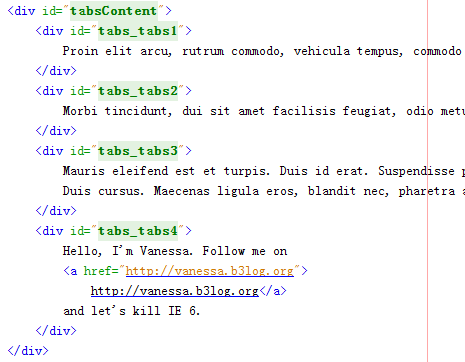 <div id="tabsContent">
<div id="tabs_tabs1">
Proin elit arcu, rutrum commodo, vehicula tempus, commodo
</div>
<div id="tabs_tabs2">
Morbi tincidunt, dui sit amet facilisis feugiat, odio
</div>
<div id="tabs_tabs3">
Mauris eleifend est et turpis. Duis id erat. Suspendisse
Duis cursus. Maecenas ligula eros, blandit nec, pharetra
</div>
<div id="tabs_tabs4">
Hello, I'm Vanessa. Follow me on
<a href="http://vanessa.b3log.org">
http://vanessa.b3log.org</a>
and let's kill IE 6.
</div>
</div>